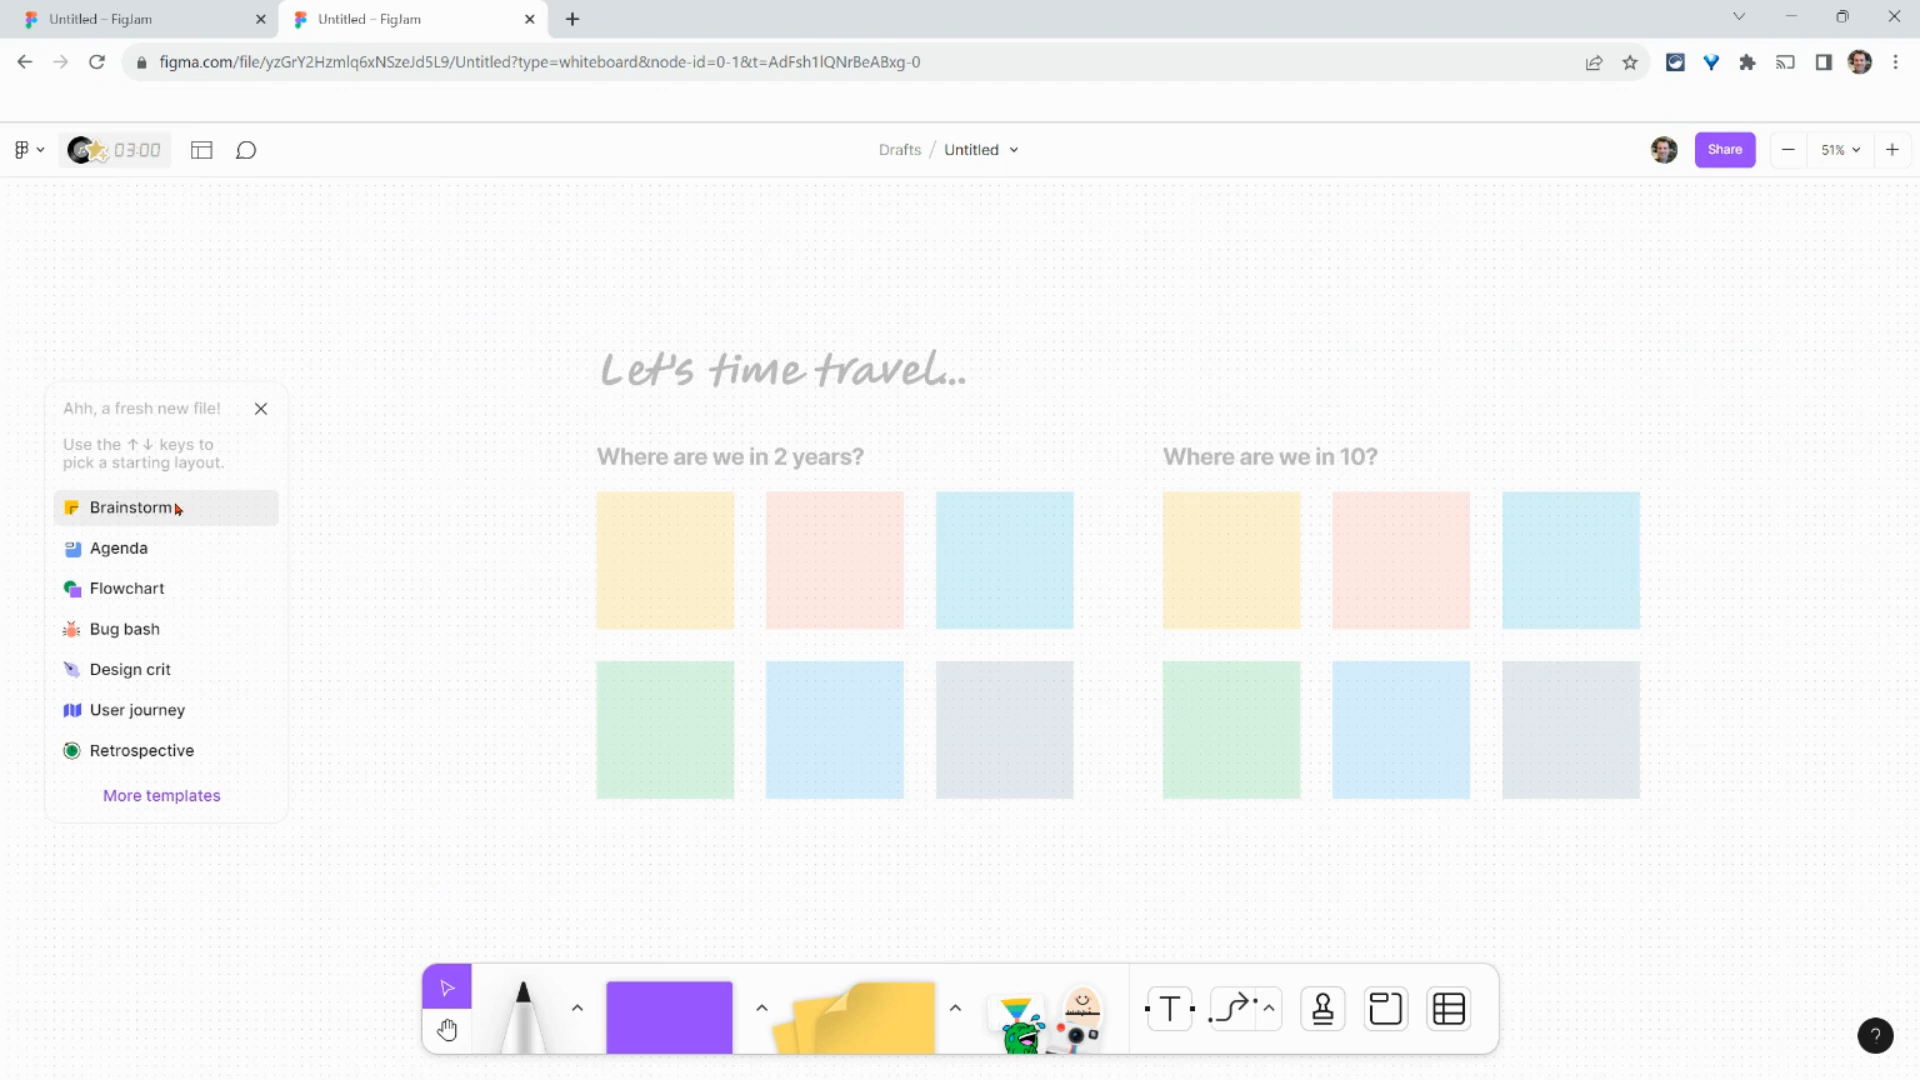 Untitled – FigJam
Untitled – FigJam
figma.com/file/yzGrY2Hzmlq6xNSzeJd5L9/Untitled?type=whiteboard&node-id=0-1&t=AdFsh1lQNrBeABxg-0
03:00
Drafts / Untitled
Share
51%
Let's time travel...
Ahh, a fresh new file!
Use the ↑↓ keys to
pick a starting layout.
Brainstorm
Agenda
Flowchart
Bug bash
Design crit
User journey
Retrospective
More templates
Where are we in 2 years?
Where are we in 10?
T
?